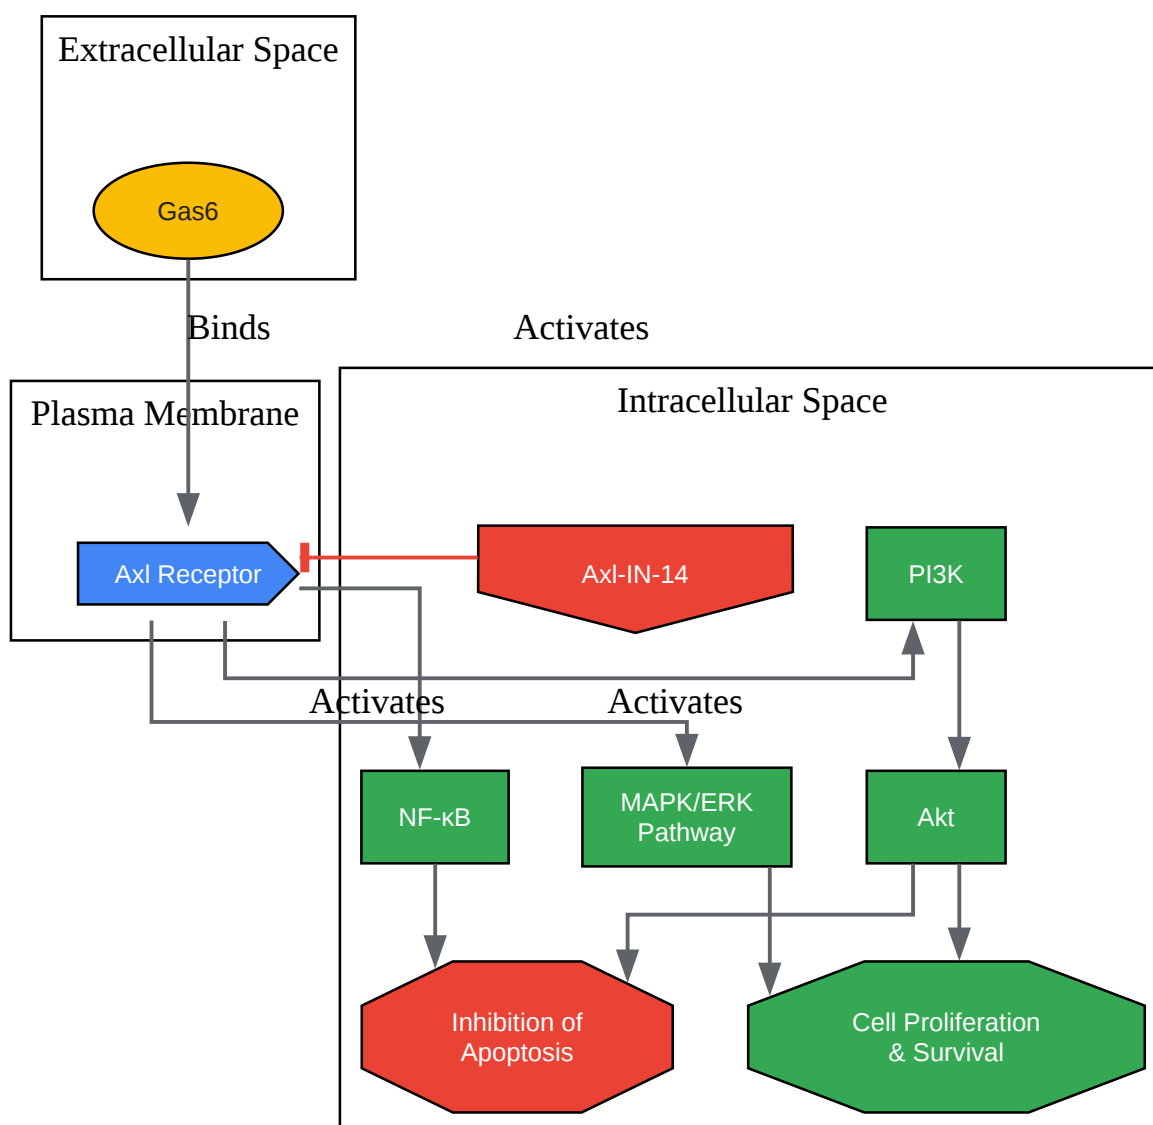 Extracellular Space
Gas6
Binds
Activates
Plasma Membrane
Intracellular Space
Axl Receptor
Axl-IN-14
PI3K
Activates
Activates
NF-κB
MAPK/ERK
Pathway
Akt
Inhibition of
Apoptosis
Cell Proliferation
& Survival